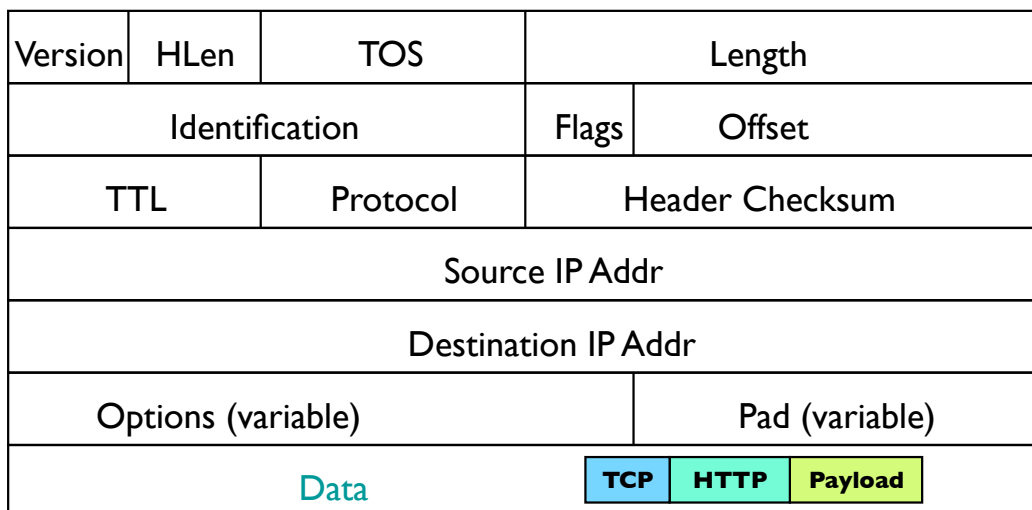 Version HLen TOS Length
Identification Flags Offset
TTL Protocol Header Checksum
Source IP Addr
Destination IP Addr
Options (variable) Pad (variable)
Data TCP HTTP Payload